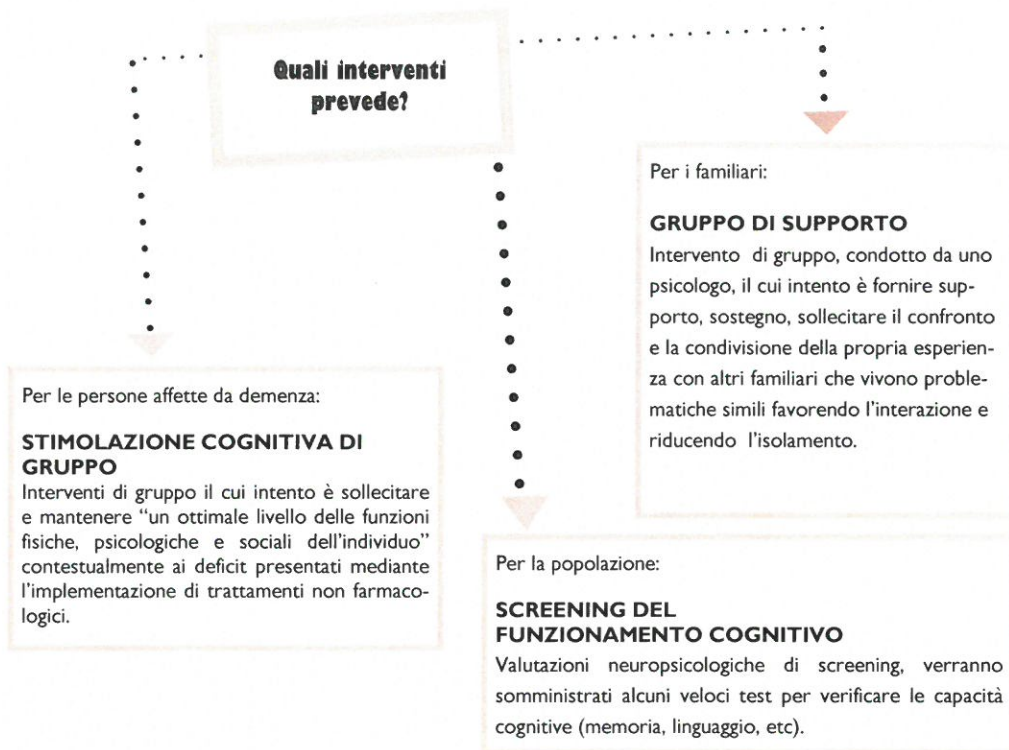 Quali interventi
prevede?
Per le persone affette da demenza:
STIMOLAZIONE COGNITIVA DI
GRUPPO
Interventi di gruppo il cui intento è sollecitare
e mantenere “un ottimale livello delle funzioni
fisiche, psicologiche e sociali dell’individuo”
contestualmente ai deficit presentati mediante
l’implementazione di trattamenti non farmaco-
logici.
Per la popolazione:
SCREENING DEL
FUNZIONAMENTO COGNITIVO
Valutazioni neuropsicologiche di screening, verranno
somministrati alcuni veloci test per verificare le capacità
cognitive (memoria, linguaggio, etc).
Per i familiari:
GRUPPO DI SUPPORTO
Intervento di gruppo, condotto da uno
psicologo, il cui intento è fornire sup-
porto, sostegno, sollecitare il confronto
e la condivisione della propria esperien-
za con altri familiari che vivono proble-
matiche simili favorendo l’interazione e
riducendo l’isolamento.